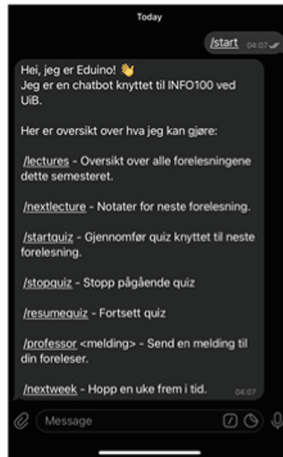 Today
/start 04:07
Hei, jeg er Eduino! 👋
Jeg er en chatbot knyttet til INFO100 ved
UiB.
Her er oversikt over hva jeg kan gjøre:
/lectures - Oversikt over alle forelesningene
dette semesteret.
/nextlecture - Notater for neste forelesning.
/startquiz - Gjennomfør quiz knyttet til neste
forelesning.
/stopquiz - Stopp pågående quiz
/resumequiz - Fortsett quiz
/professor <melding> - Send en melding til
din foreleser.
/nextweek - Hopp en uke frem i tid. 04:07
Message